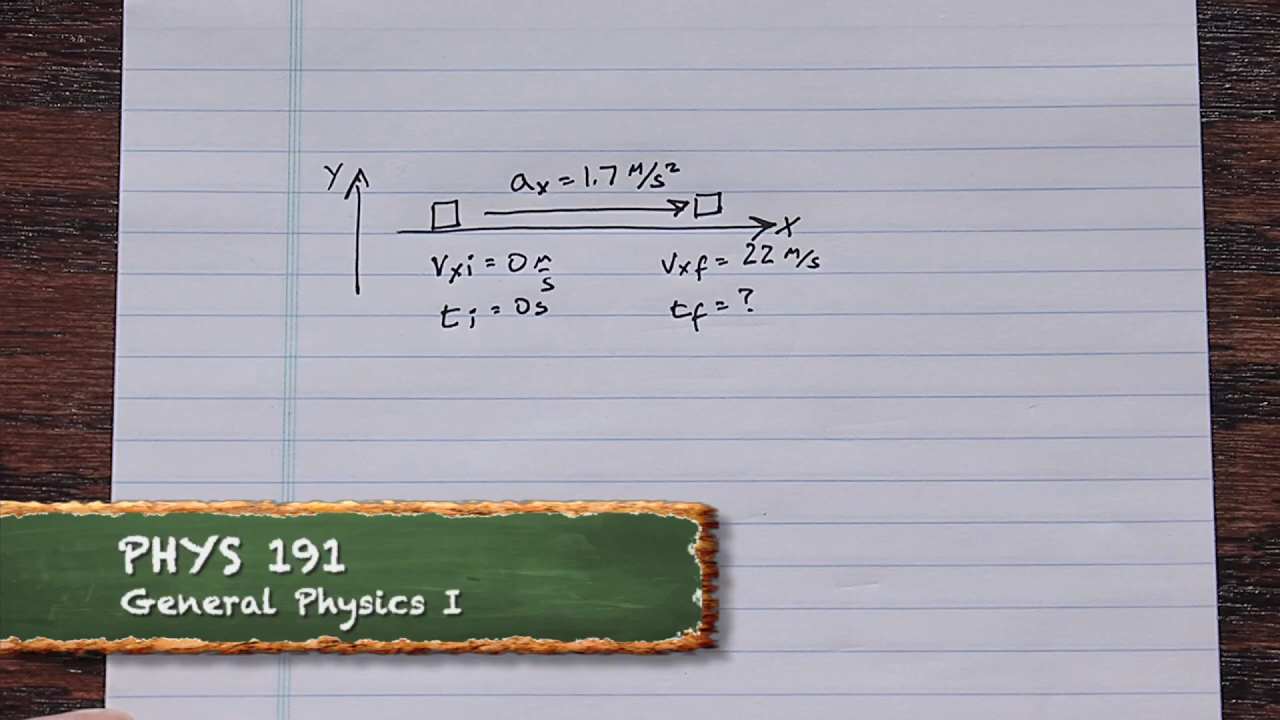 Y
aₓ = 1.7 M/s²
X
Vxi = 0 m/s
Vxf = 22 M/s
ti = 0s
tf = ?
PHYS 191
General Physics I